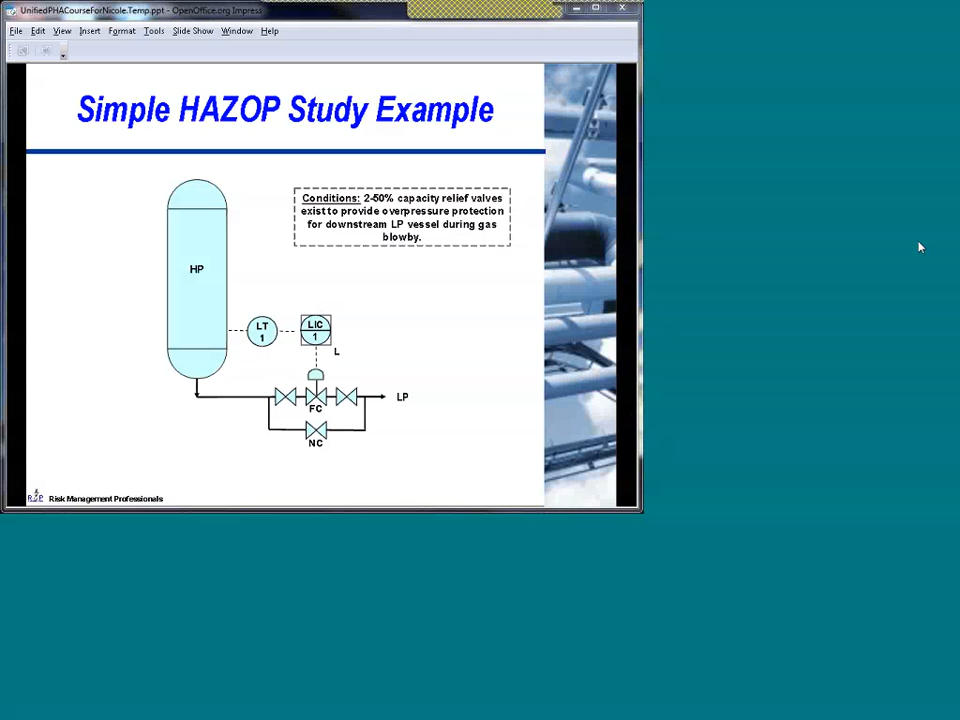 UnifiedPHACourseForNicole.Temp.ppt - OpenOffice.org Impress
File Edit View Insert Format Tools Slide Show Window Help
Simple HAZOP Study Example
Conditions: 2-50% capacity relief valves
exist to provide overpressure protection
for downstream LP vessel during gas
blowby.
HP
LT
1
LIC
1
L
LP
FC
NC
Risk Management Professionals